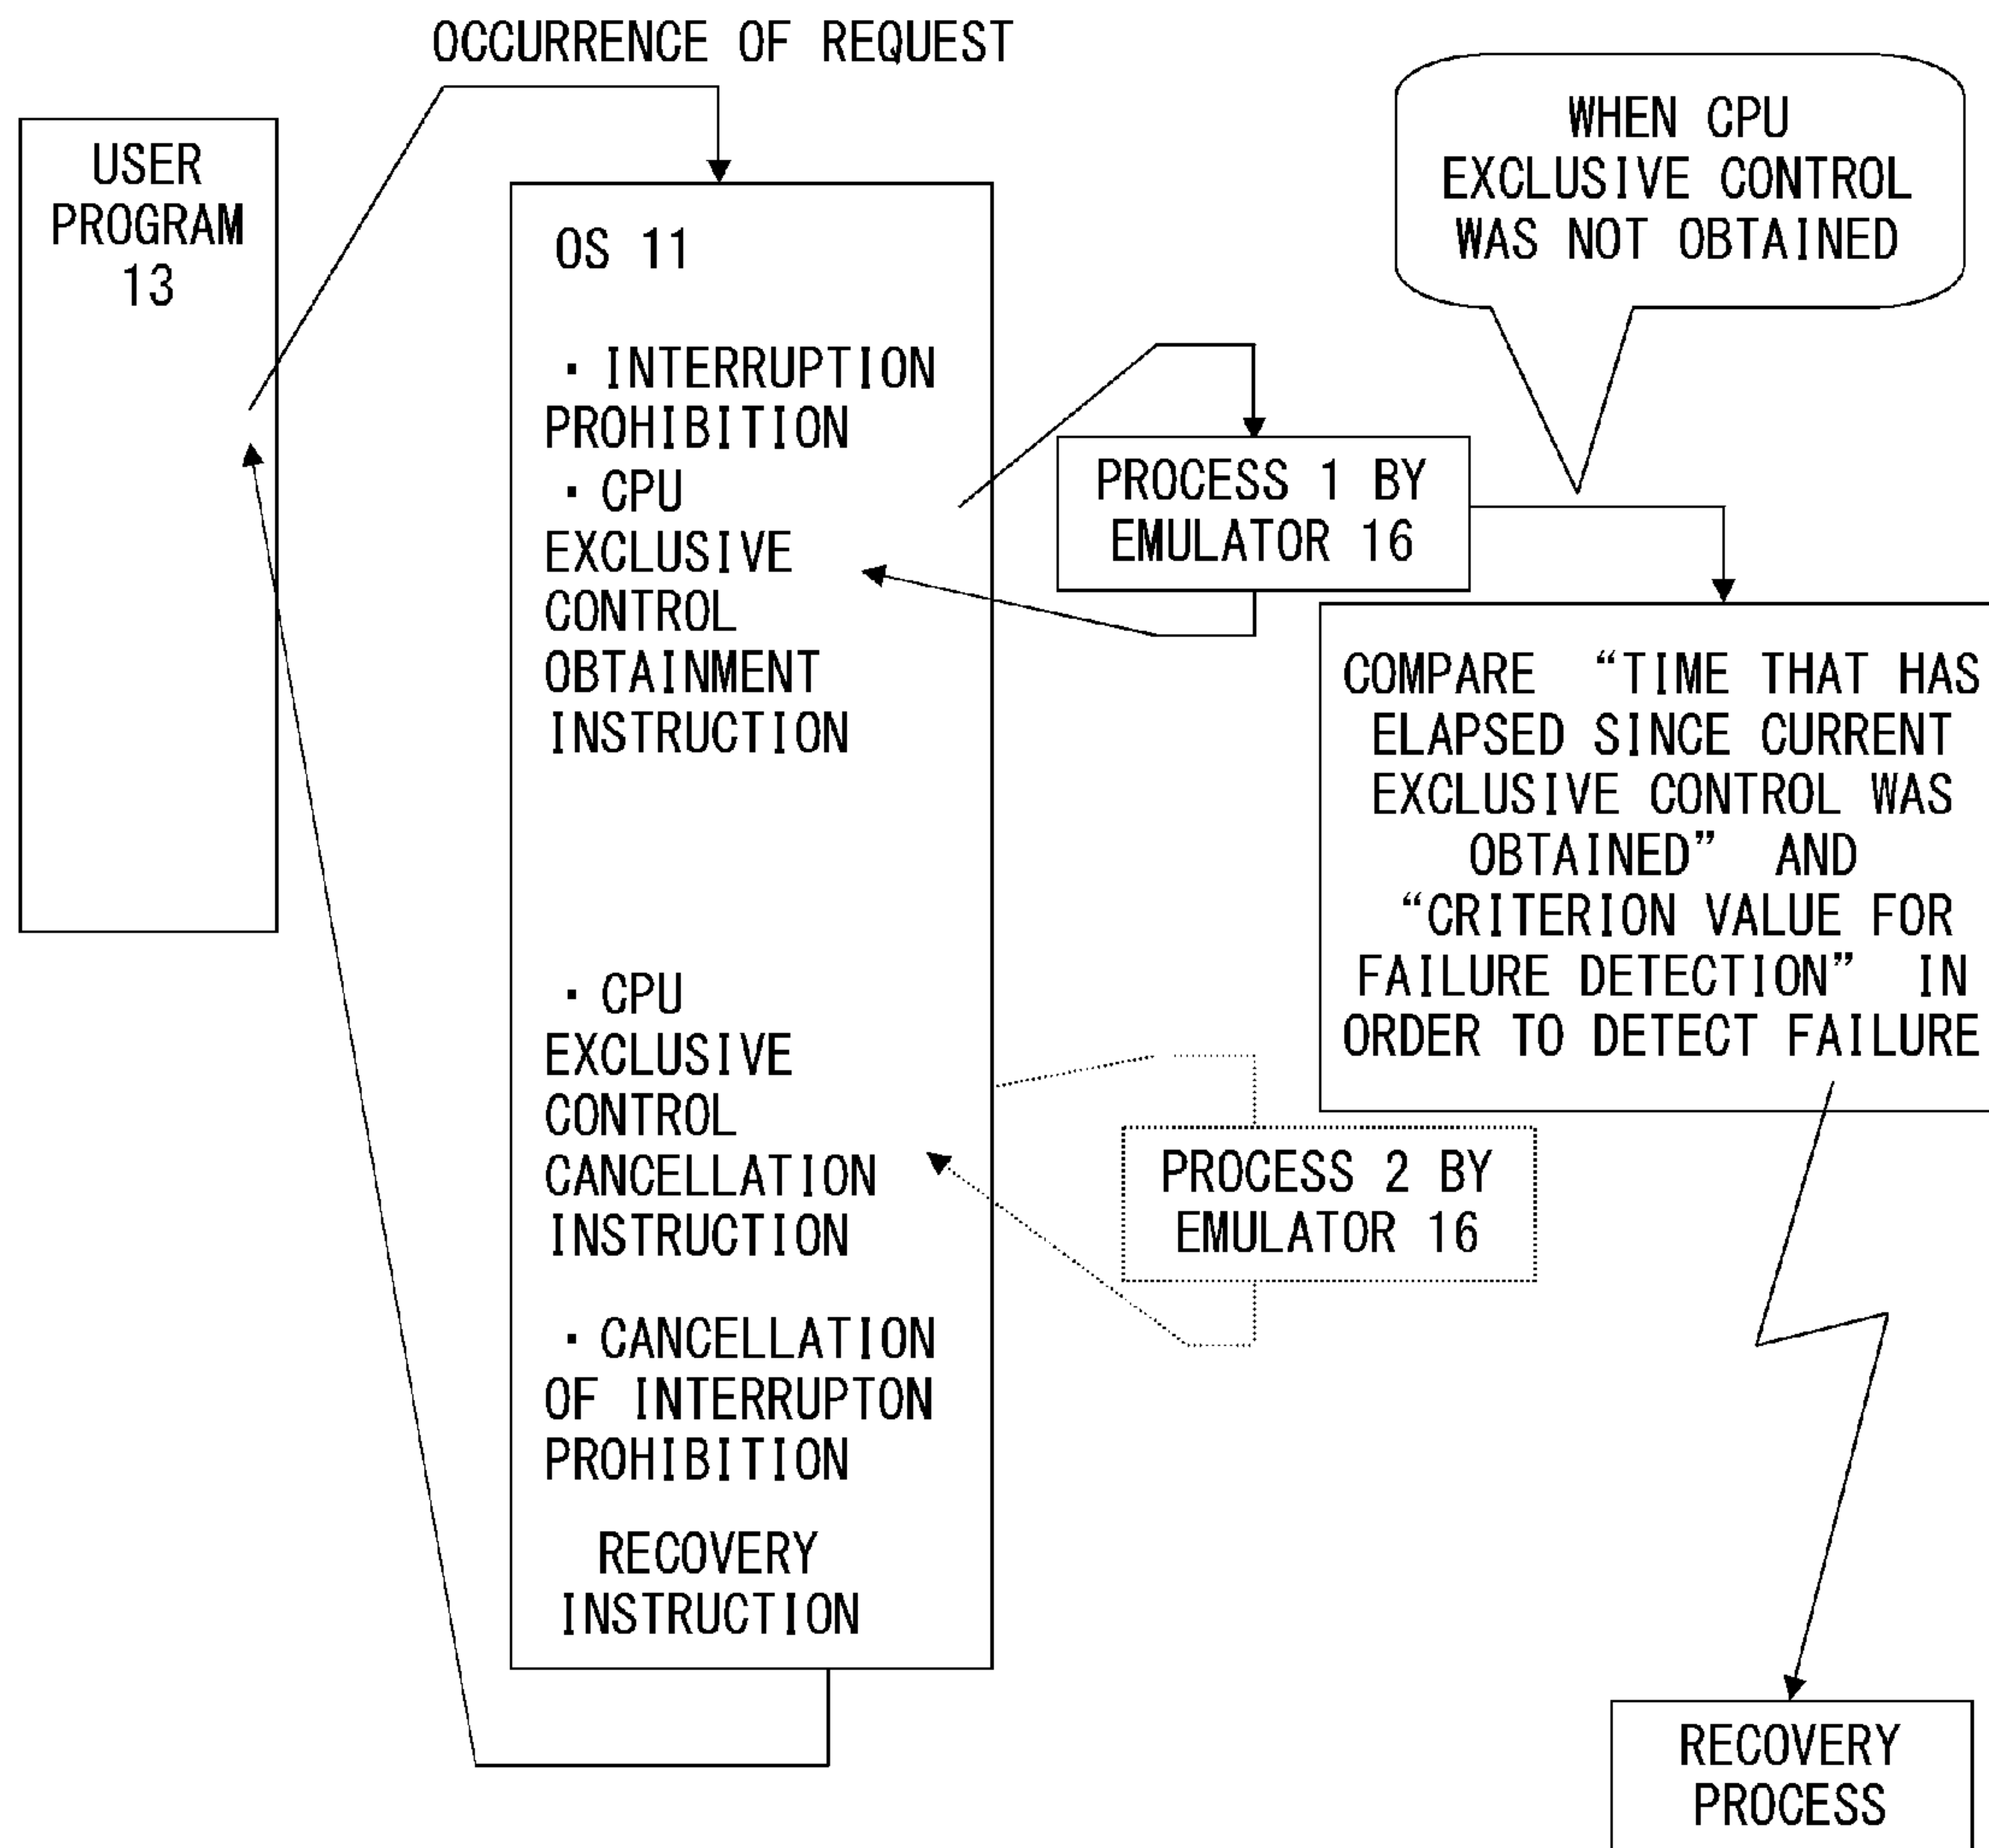 OCCURRENCE OF REQUEST
USER
PROGRAM
13
OS 11
・INTERRUPTION
PROHIBITION
・CPU
EXCLUSIVE
CONTROL
OBTAINMENT
INSTRUCTION
・CPU
EXCLUSIVE
CONTROL
CANCELLATION
INSTRUCTION
・CANCELLATION
OF INTERRUPTON
PROHIBITION
RECOVERY
INSTRUCTION
PROCESS 1 BY
EMULATOR 16
WHEN CPU
EXCLUSIVE CONTROL
WAS NOT OBTAINED
COMPARE “TIME THAT HAS
ELAPSED SINCE CURRENT
EXCLUSIVE CONTROL WAS
OBTAINED” AND
“CRITERION VALUE FOR
FAILURE DETECTION” IN
ORDER TO DETECT FAILURE
PROCESS 2 BY
EMULATOR 16
RECOVERY
PROCESS